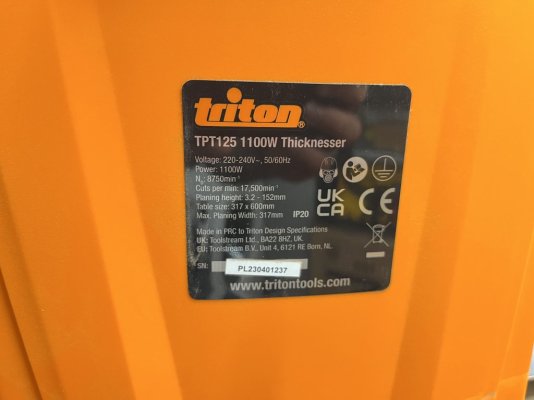 triton®
TPT125 1100W Thicknesser
Voltage: 220-240V~, 50/60Hz
Power: 1100W
N₀: 8750min⁻¹
Cuts per min: 17,500min⁻¹
Planing height: 3.2 - 152mm
Table size: 317 x 600mm
Max. Planing Width: 317mm IP20
UK
CA
CE
Made in PRC to Triton Design Specifications
UK: Toolstream Ltd., BA22 8HZ, UK.
EU: Toolstream B.V., Unit 4, 6121 RE Born, NL
SN: PL230401237
www.tritontools.com